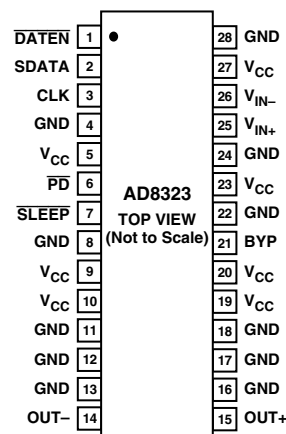 DATEN 1 28 GND
SDATA 2 27 VCC
CLK 3 26 VIN–
GND 4 25 VIN+
VCC 5 24 GND
PD 6 23 VCC
SLEEP 7 22 GND
GND 8 21 BYP
VCC 9 20 VCC
VCC 10 19 VCC
GND 11 18 GND
GND 12 17 GND
GND 13 16 GND
OUT– 14 15 OUT+
AD8323
TOP VIEW
(Not to Scale)